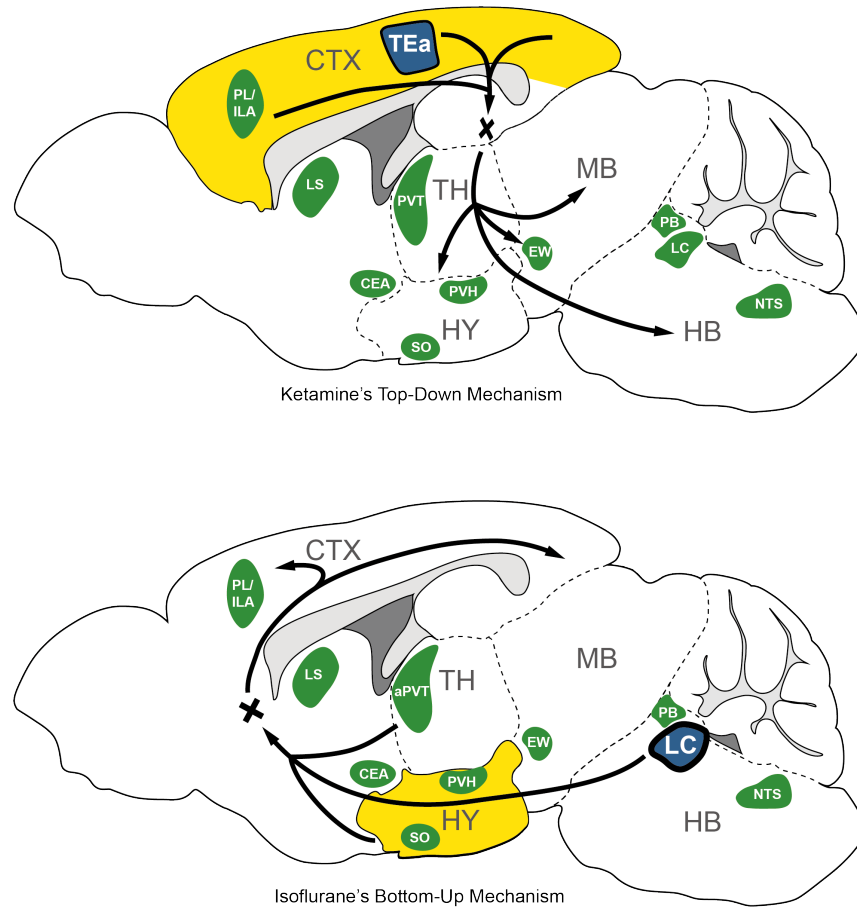 TEa
CTX
PL/
ILA
LS
PVT
TH
MB
PB
LC
EW
CEA
PVH
NTS
HY
HB
SO
Ketamine's Top-Down Mechanism
CTX
PL/
ILA
LS
aPVT
TH
MB
PB
LC
EW
CEA
PVH
NTS
HY
HB
SO
Isoflurane's Bottom-Up Mechanism